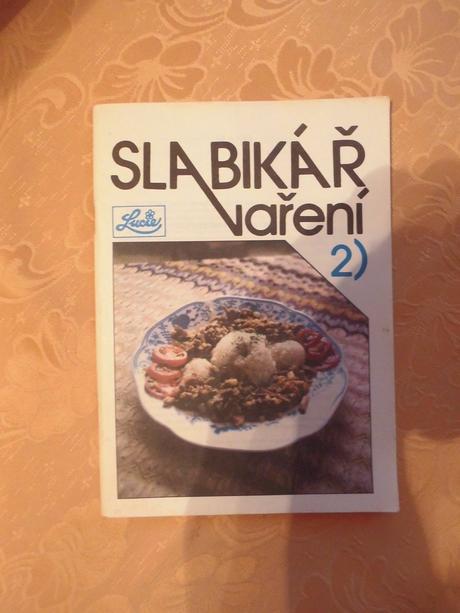 SLABIKÁŘ
vaření
Lucie
2)